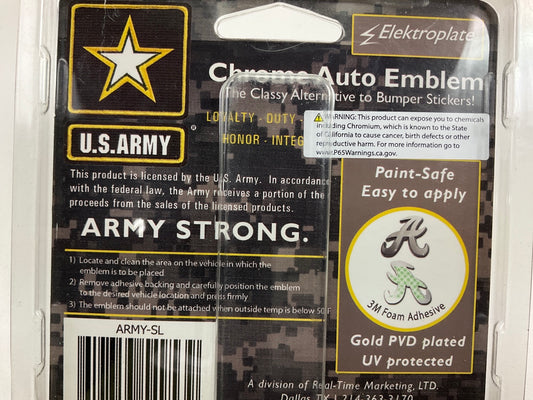 Elektroplate
Chrome Auto Emblem
The Classy Alternative to Bumper Stickers!
LOYALTY · DUTY ·
HONOR · INTEG
WARNING: This product can expose you to chemicals
including Chromium, which is known to the State
of California to cause cancer, birth defects or other
reproductive harm. For more information go to
www.P65Warnings.ca.gov.
U.S.ARMY
®
This product is licensed by the U.S. Army. In accordance
with the federal law, the Army receives a portion of the
proceeds from the sales of the licensed products.
ARMY STRONG.
1) Locate and clean the area on the vehicle in which the
emblem is to be placed
2) Remove adhesive backing and carefully position the emblem
to the desired vehicle location and press firmly
3) The emblem should not be attached when outside temp is below 50 F
ARMY-SL
Paint-Safe
Easy to apply
3M Foam Adhesive
Gold PVD plated
UV protected
A division of Real-Time Marketing, LTD.
Dallas, TX | 214-363-3170